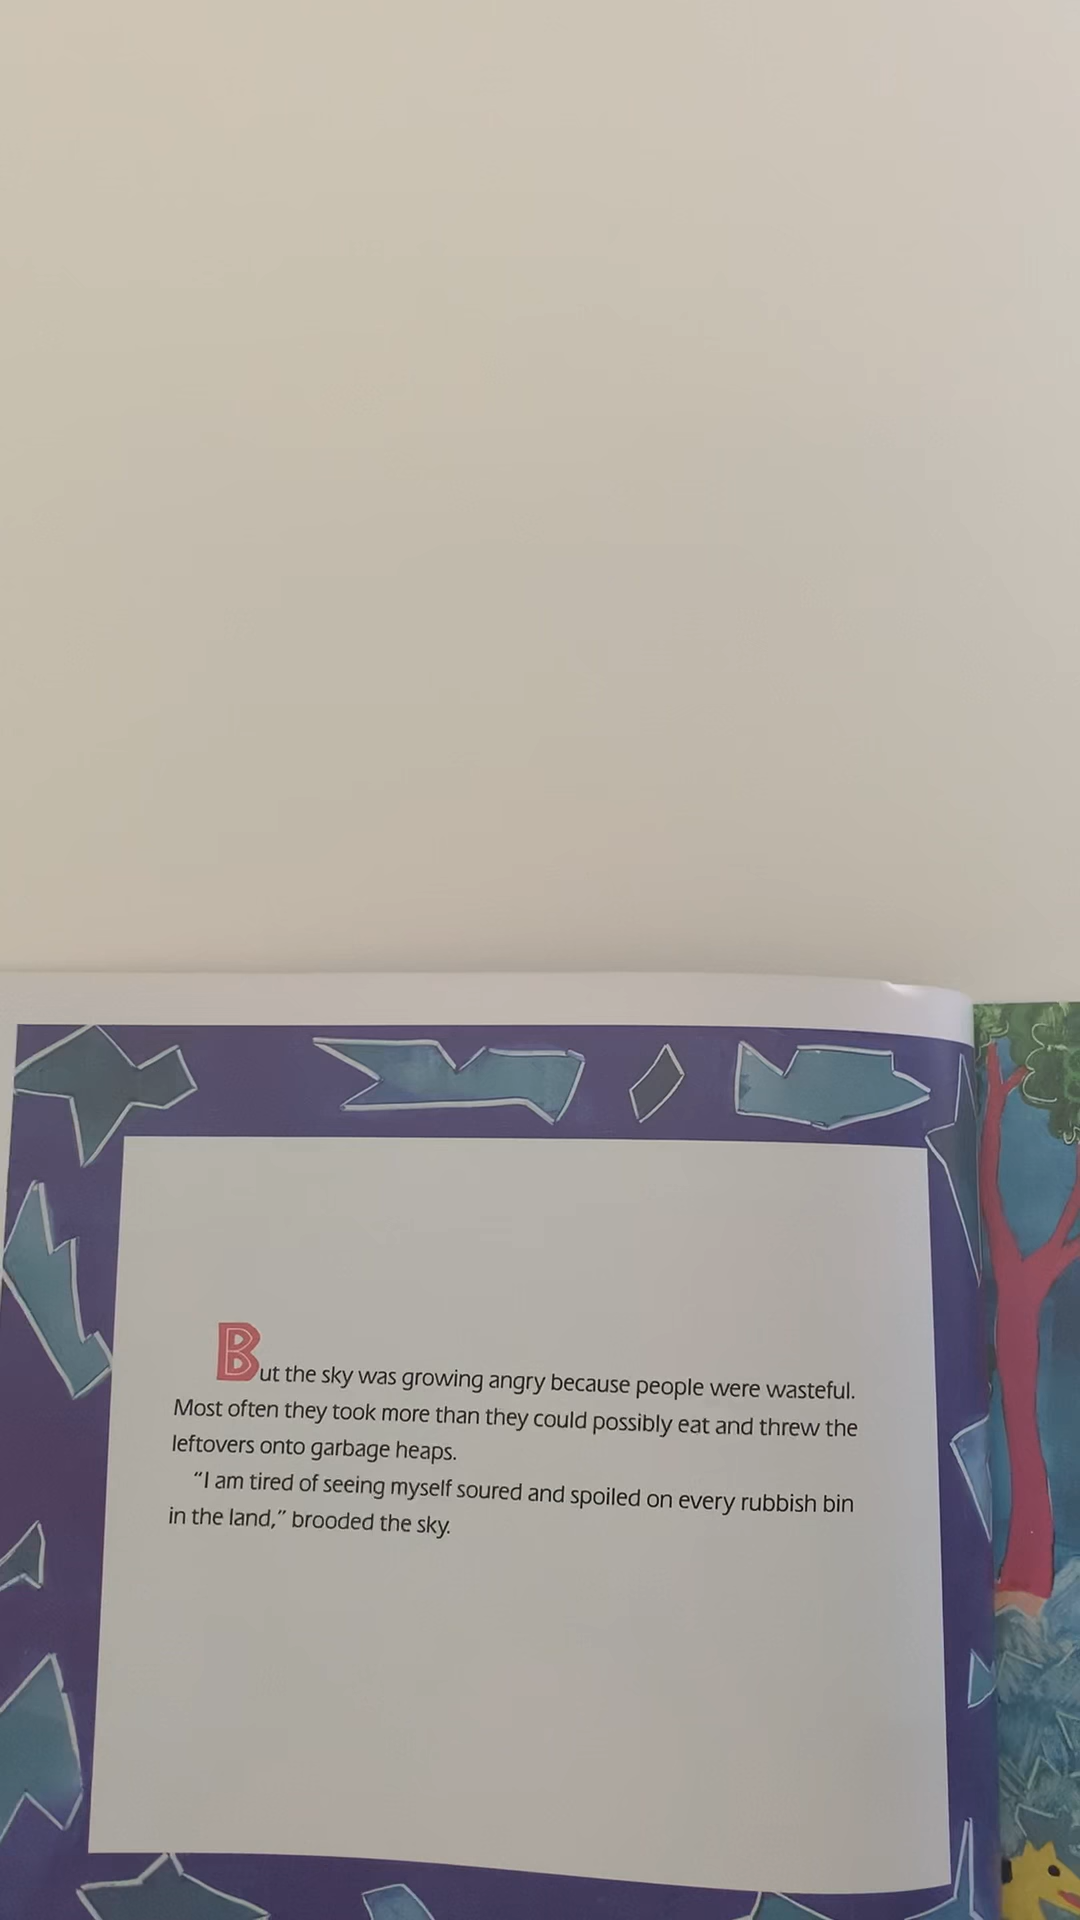 But the sky was growing angry because people were wasteful.
Most often they took more than they could possibly eat and threw the
leftovers onto garbage heaps.
“I am tired of seeing myself soured and spoiled on every rubbish bin
in the land,” brooded the sky.